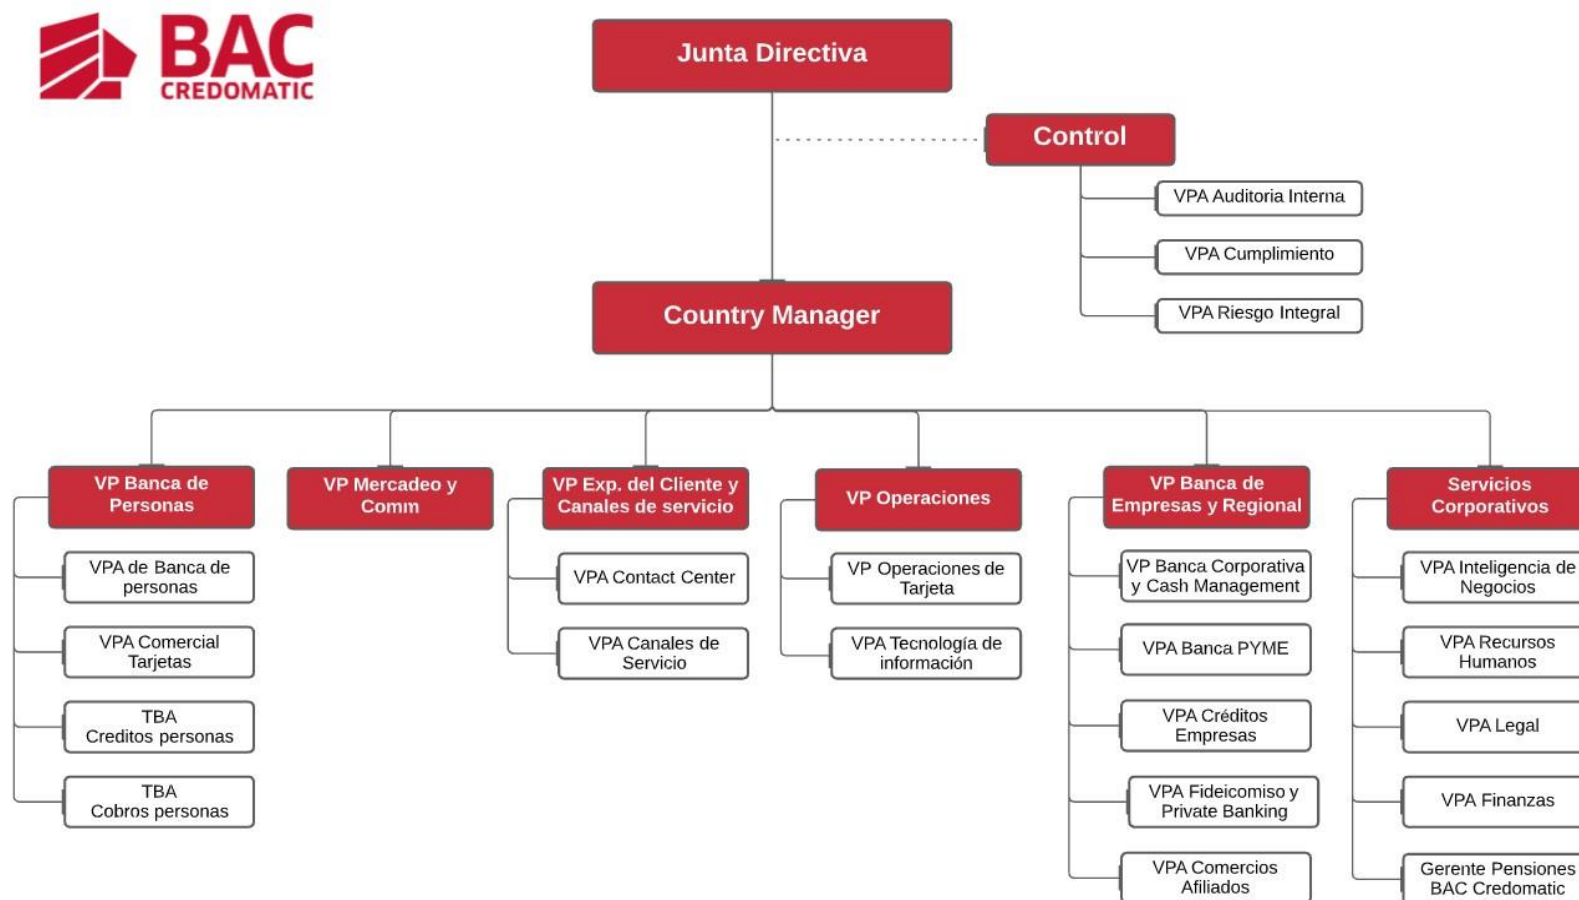 BAC
CREDOMATIC
Junta Directiva
Control
VPA Auditoria Interna
VPA Cumplimiento
VPA Riesgo Integral
Country Manager
VP Banca de
Personas
VPA de Banca de
personas
VPA Comercial
Tarjetas
TBA
Creditos personas
TBA
Cobros personas
VP Mercadeo y
Comm
VP Exp. del Cliente y
Canales de servicio
VPA Contact Center
VPA Canales de
Servicio
VP Operaciones
VP Operaciones de
Tarjeta
VPA Tecnología de
información
VP Banca de
Empresas y Regional
VP Banca Corporativa
y Cash Management
VPA Banca PYME
VPA Créditos
Empresas
VPA Fideicomiso y
Private Banking
VPA Comercios
Afiliados
Servicios
Corporativos
VPA Inteligencia de
Negocios
VPA Recursos
Humanos
VPA Legal
VPA Finanzas
Gerente Pensiones
BAC Credomatic